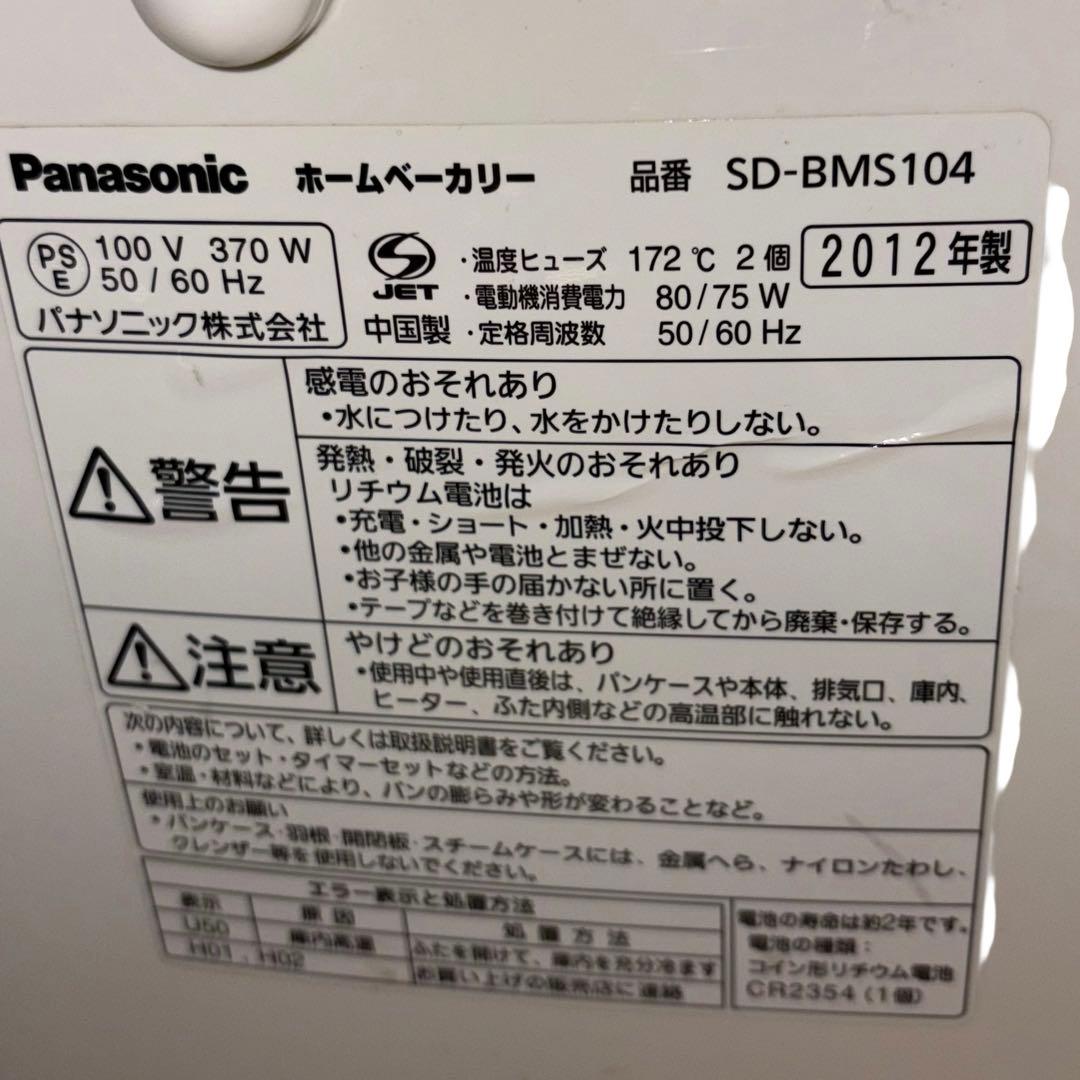 Panasonic ホームベーカリー 品番 SD-BMS104
PS E 100 V 370 W
50 / 60 Hz
パナソニック株式会社
S JET
中国製
・温度ヒューズ 172 ℃ 2 個
・電動機消費電力 80 / 75 W
・定格周波数 50 / 60 Hz
2012年製
警告
感電のおそれあり
・水につけたり、水をかけたりしない。
発熱・破裂・発火のおそれあり
リチウム電池は
・充電・ショート・加熱・火中投下しない。
・他の金属や電池とまぜない。
・お子様の手の届かない所に置く。
・テープなどを巻き付けて絶縁してから廃棄・保存する。
注意
やけどのおそれあり
・使用中や使用直後は、パンケースや本体、排気口、庫内、
ヒーター、ふた内側などの高温部に触れない。
次の内容について、詳しくは取扱説明書をご覧ください。
・電池のセット・タイマーセットなどの方法。
・室温・材料などにより、パンの膨らみや形が変わることなど。
使用上のお願い
・パンケース・羽根・開閉板・スチームケースには、金属へら、ナイロンたわし、
クレンザー等を使用しないでください。
エラー表示と処置方法
表示 原因 処置方法
U50 庫内高温 ふたを開けて、庫内を充分冷ます
H01 , H02 お買い上げの販売店に連絡
電池の寿命は約2年です。
電池の種類：
コイン形リチウム電池
CR2354 (1個)